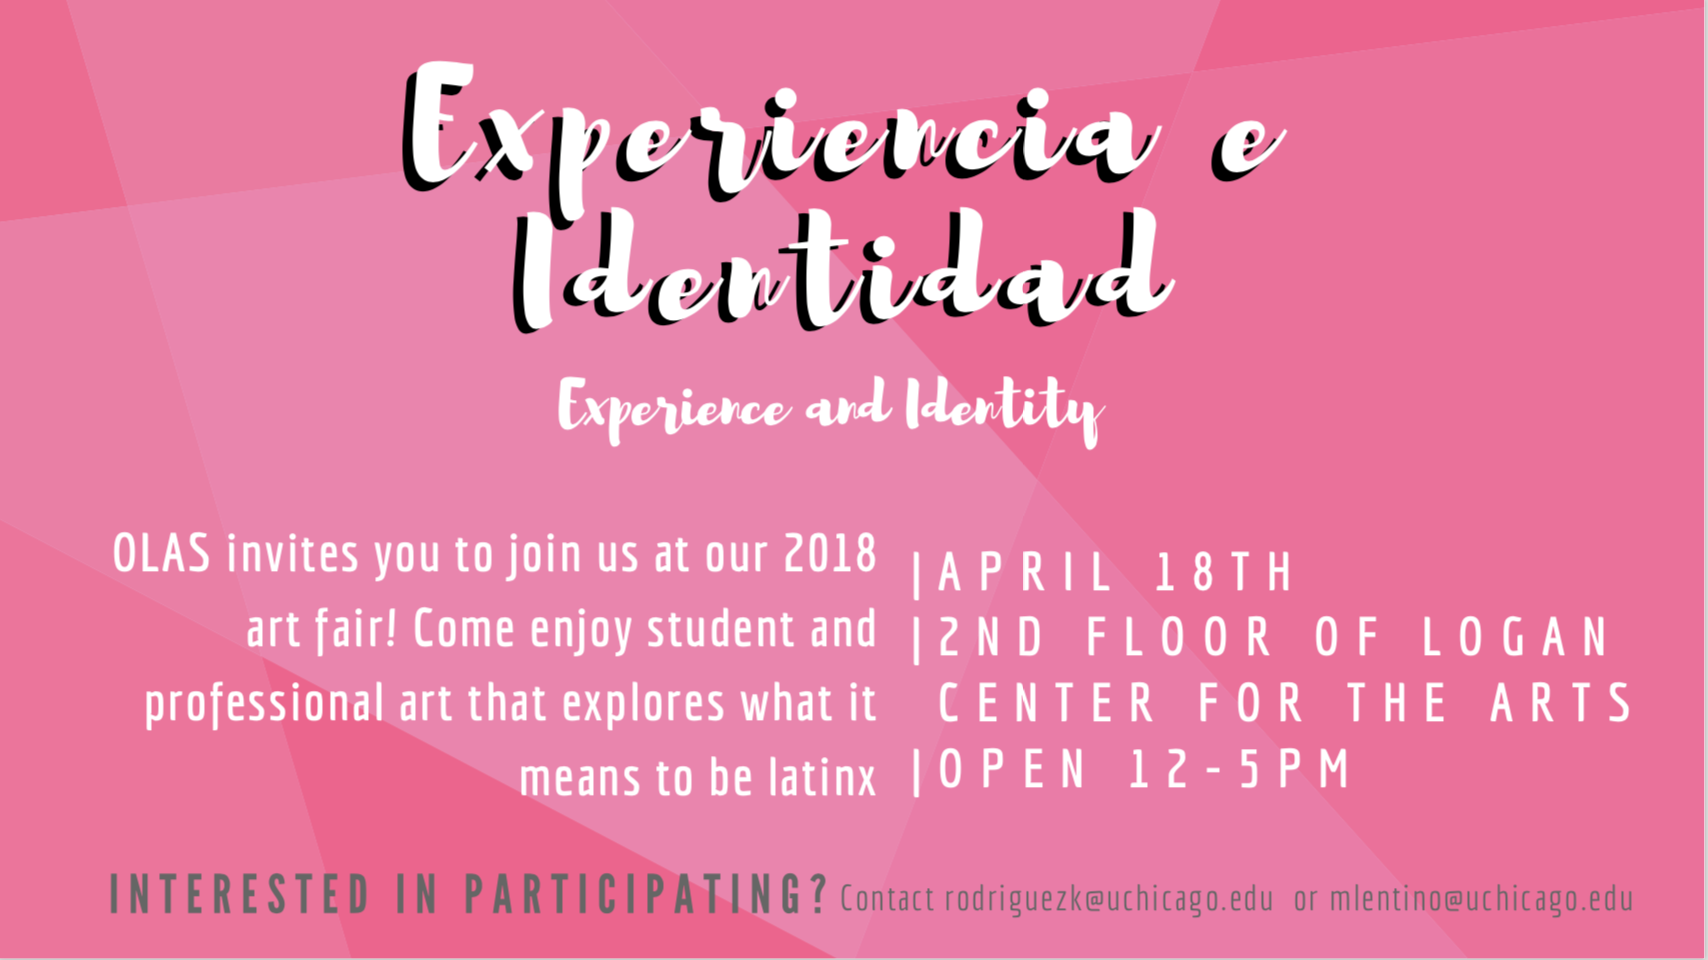 Experiencia e
Identidad
Experience and Identity
OLAS invites you to join us at our 2018
art fair! Come enjoy student and
professional art that explores what it
means to be latinx
|APRIL 18TH
|2ND FLOOR OF LOGAN
CENTER FOR THE ARTS
|OPEN 12-5PM
INTERESTED IN PARTICIPATING? Contact rodriguezk@uchicago.edu or mlentino@uchicago.edu